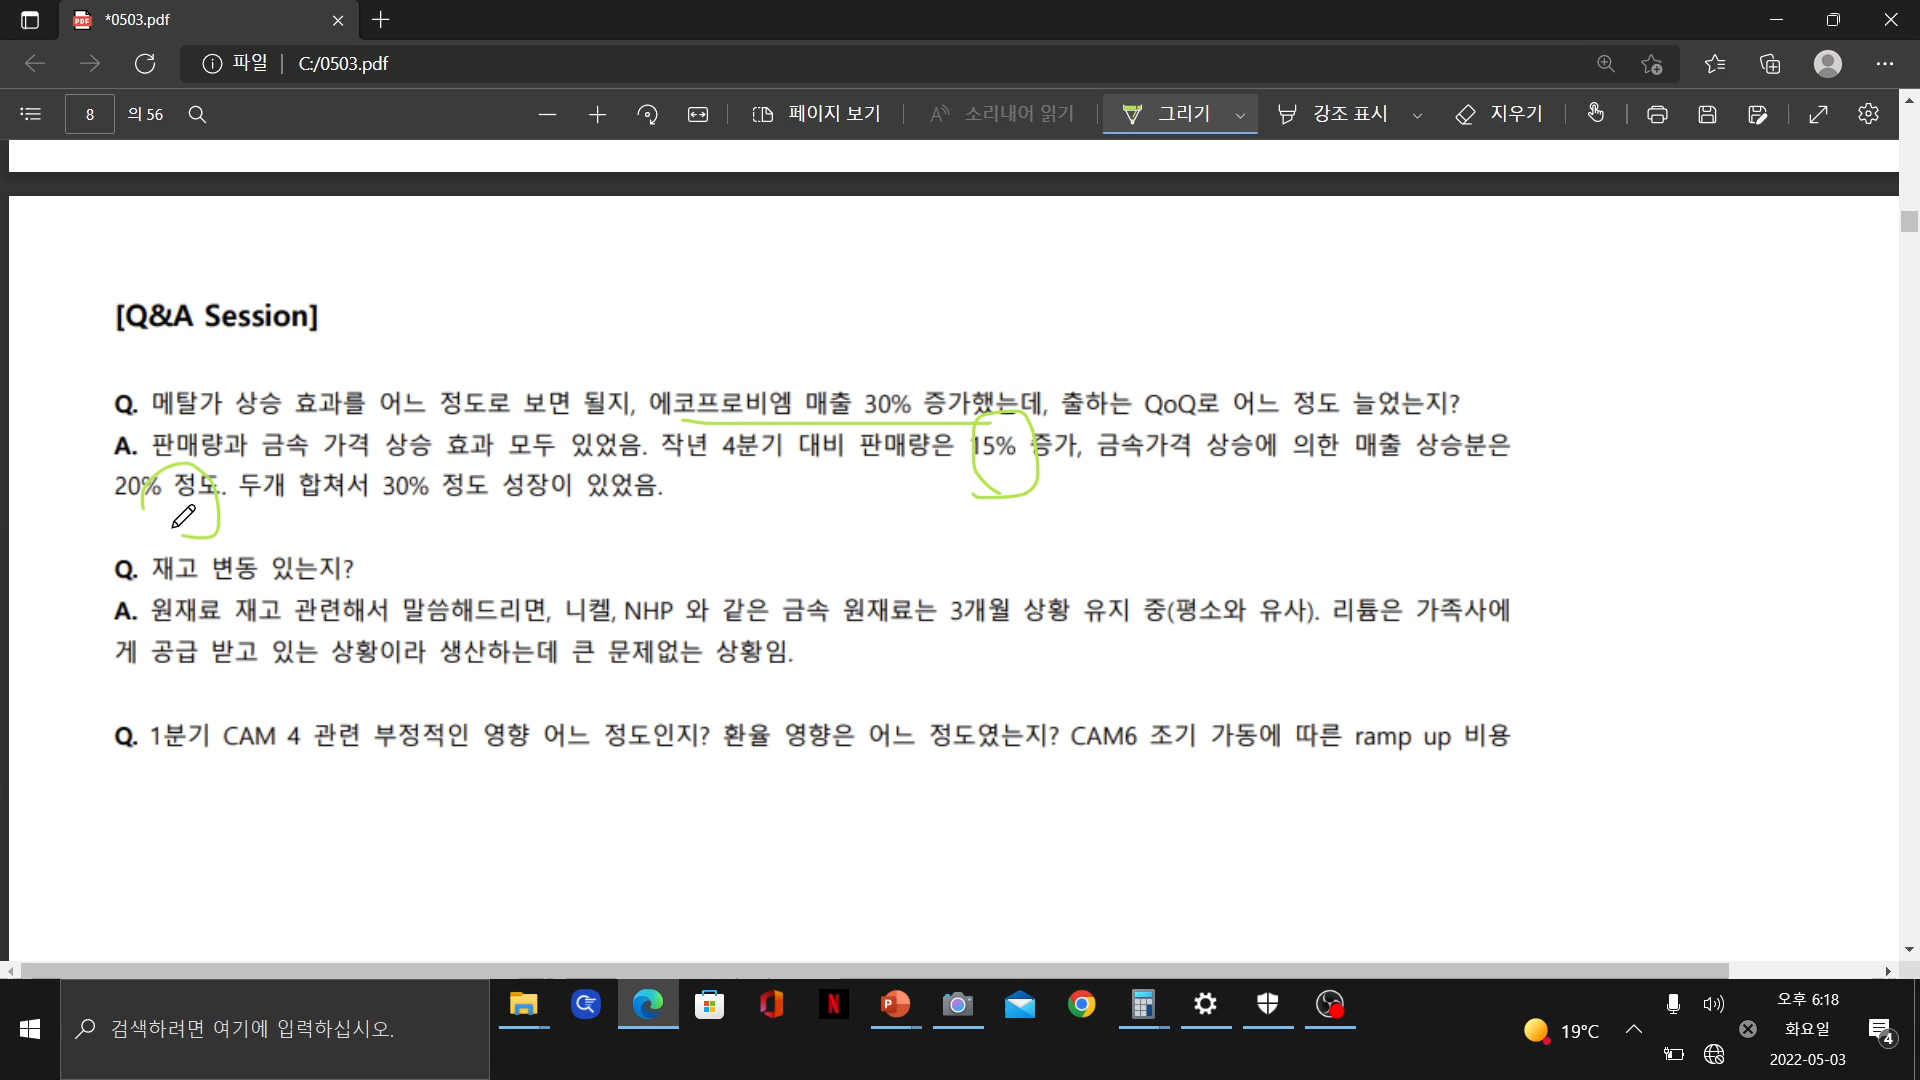 *0503.pdf
파일 C:/0503.pdf
8 의 56 페이지 보기 소리내어 읽기 그리기 강조 표시 지우기
[Q&A Session]
Q. 메탈가 상승 효과를 어느 정도로 보면 될지, 에코프로비엠 매출 30% 증가했는데, 출하는 QoQ로 어느 정도 늘었는지?
A. 판매량과 금속 가격 상승 효과 모두 있었음. 작년 4분기 대비 판매량은 15% 증가, 금속가격 상승에 의한 매출 상승분은
20% 정도. 두개 합쳐서 30% 정도 성장이 있었음.
Q. 재고 변동 있는지?
A. 원재료 재고 관련해서 말씀해드리면, 니켈, NHP 와 같은 금속 원재료는 3개월 상황 유지 중(평소와 유사). 리튬은 가족사에
게 공급 받고 있는 상황이라 생산하는데 큰 문제없는 상황임.
Q. 1분기 CAM 4 관련 부정적인 영향 어느 정도인지? 환율 영향은 어느 정도였는지? CAM6 조기 가동에 따른 ramp up 비용
검색하려면 여기에 입력하십시오.
19°C
오후 6:18
화요일
2022-05-03
4